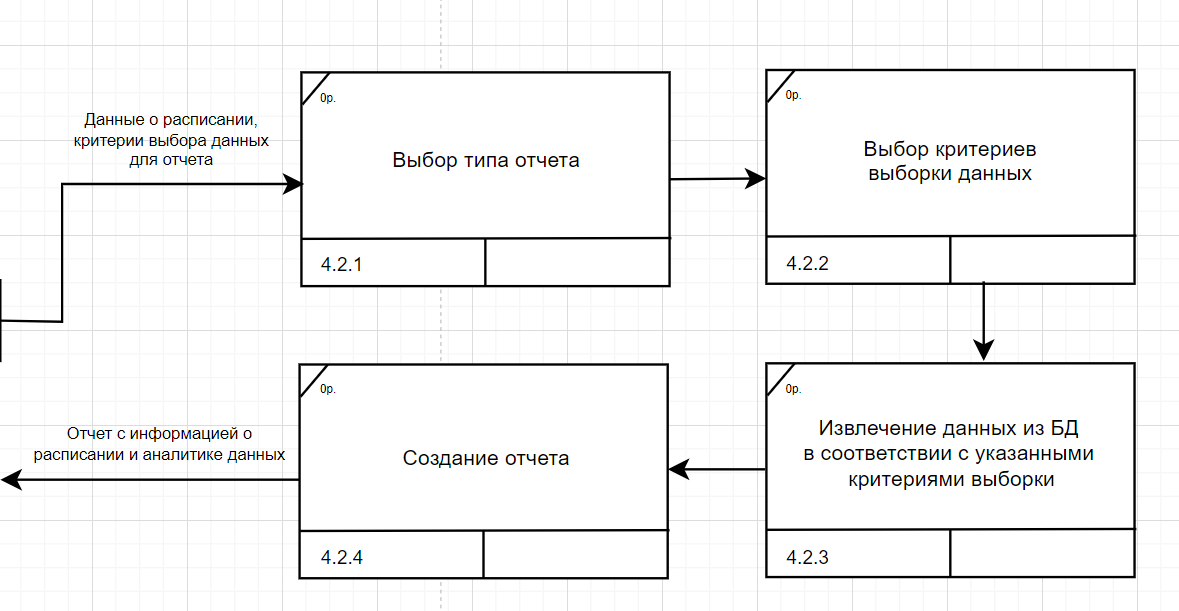 Данные о расписании,
критерии выбора данных
для отчета
0р.
Выбор типа отчета
4.2.1
0р.
Выбор критериев
выборки данных
4.2.2
0р.
Извлечение данных из БД
в соответствии с указанными
критериями выборки
4.2.3
0р.
Создание отчета
4.2.4
Отчет с информацией о
расписании и аналитике данных